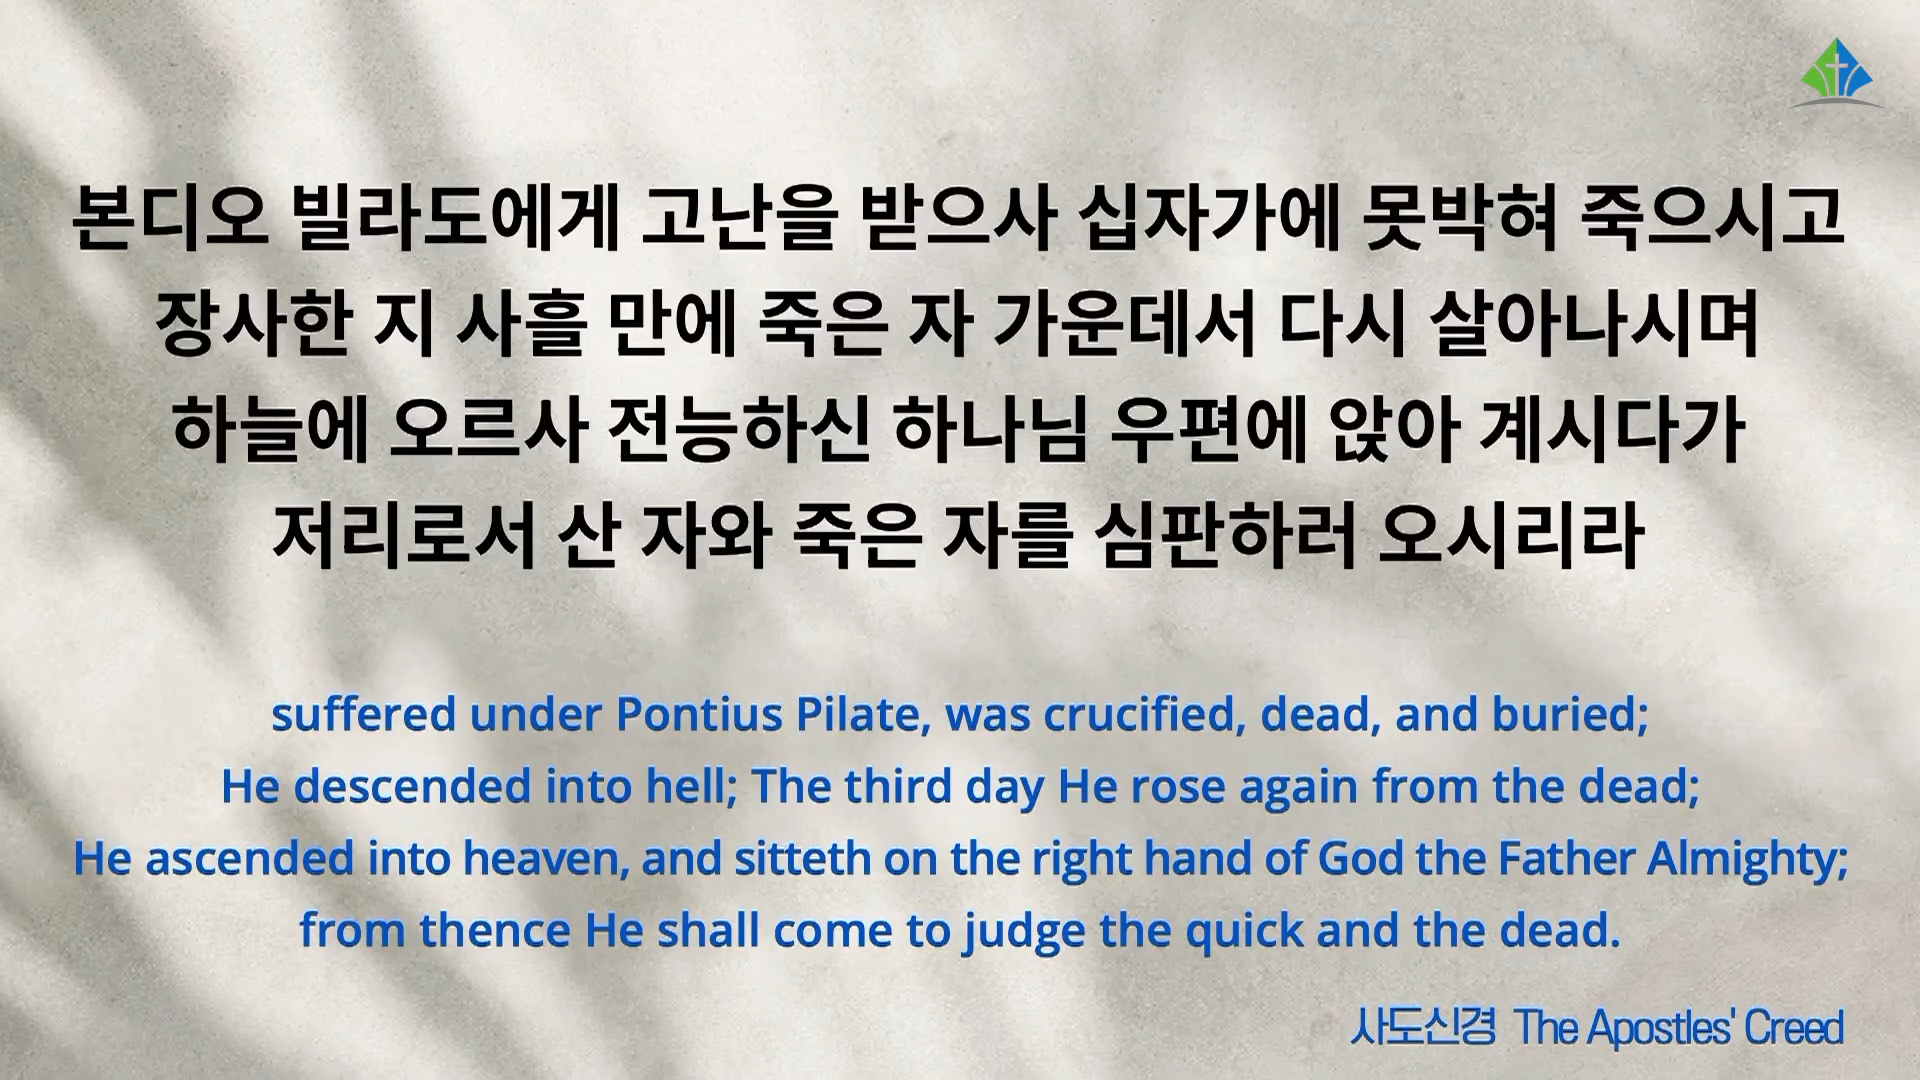 본디오 빌라도에게 고난을 받으사 십자가에 못박혀 죽으시고
장사한 지 사흘 만에 죽은 자 가운데서 다시 살아나시며
하늘에 오르사 전능하신 하나님 우편에 앉아 계시다가
저리로서 산 자와 죽은 자를 심판하러 오시리라
suffered under Pontius Pilate, was crucified, dead, and buried;
He descended into hell; The third day He rose again from the dead;
He ascended into heaven, and sitteth on the right hand of God the Father Almighty;
from thence He shall come to judge the quick and the dead.
사도신경 The Apostles' Creed